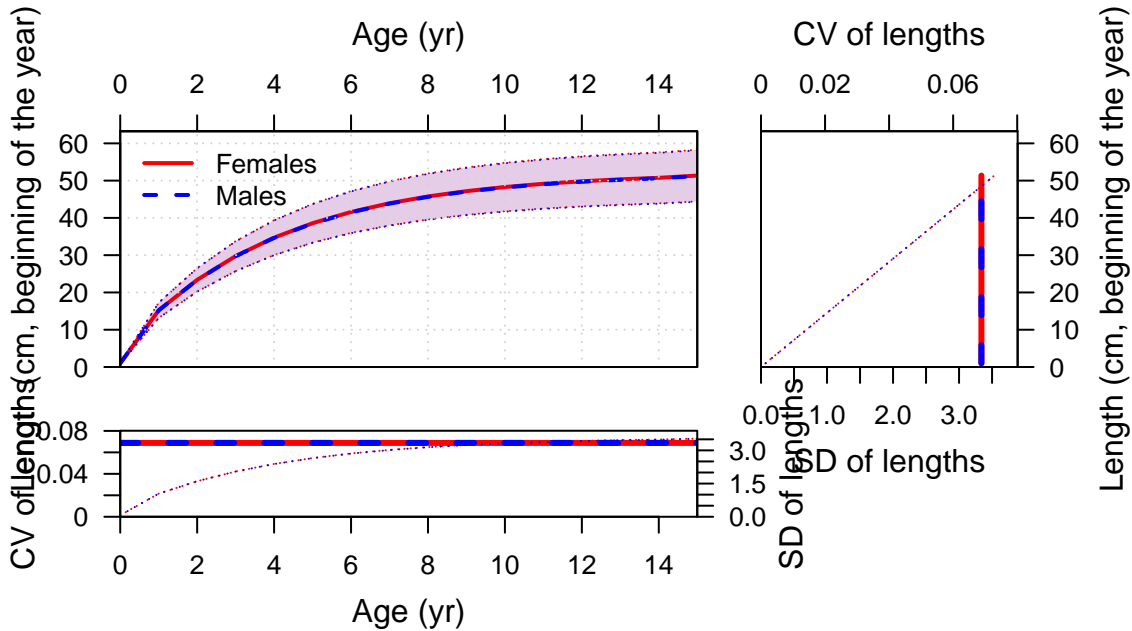 Age (yr)
CV of lengths
0 2 4 6 8 10 12 14
0 0.02 0.06
Length (cm, beginning of the year)
60
50
40
30
20
10
0
Females
Males
60
50
40
30
20
10
0
Length (cm, beginning of the year)
0.0 1.0 2.0 3.0
SD of lengths
CV of lengths
0.08
0.04
0
3.0
1.5
0.0
SD of lengths
0 2 4 6 8 10 12 14
Age (yr)